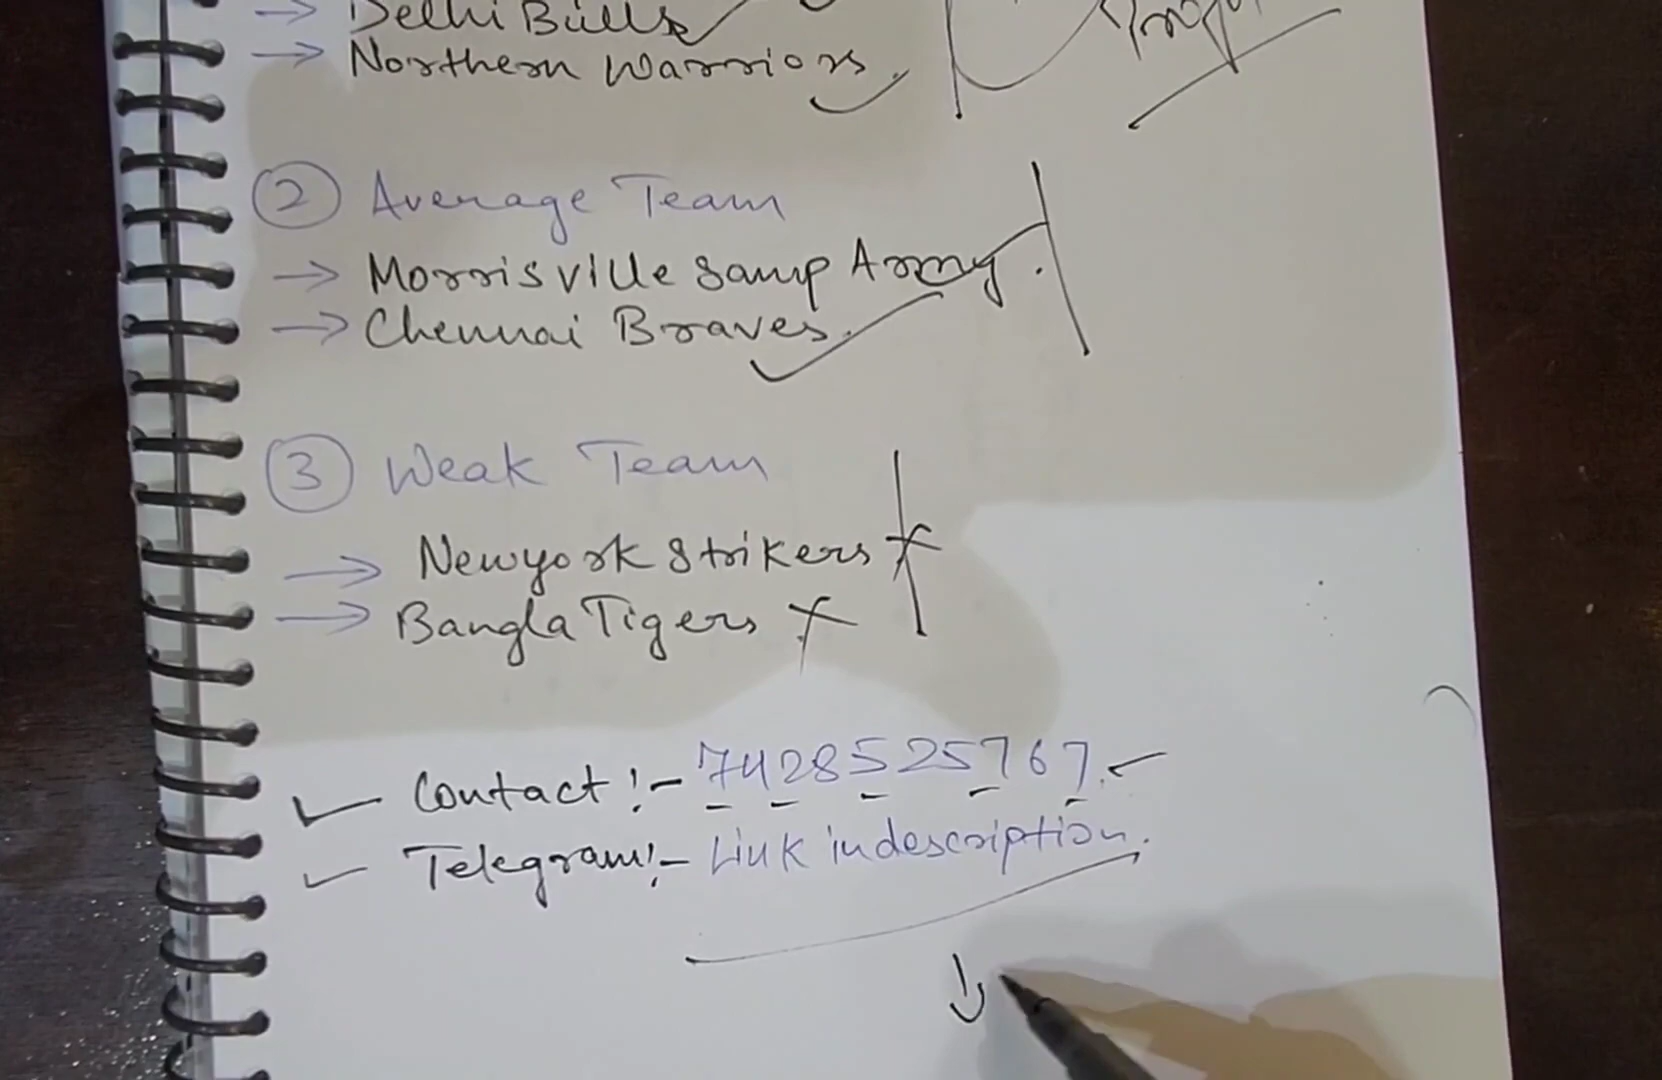 → Delhi Bulls
→ Northern Warriors.
② Average Team
→ Morrisville Samp Army.
→ Chennai Braves.
③ Weak Team
→ Newyork Strikers
→ Bangla Tigers
Contact :- 7428525767.
Telegram :- Link in description.